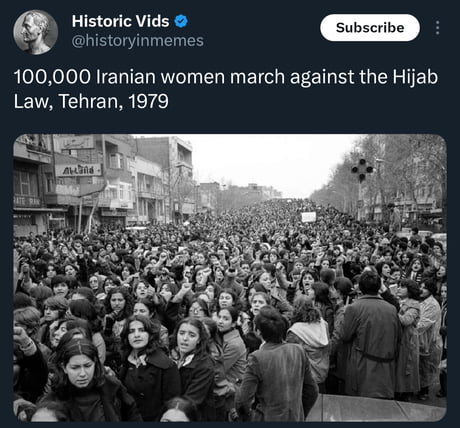 Historic Vids
@historyinmemes
Subscribe
100,000 Iranian women march against the Hijab
Law, Tehran, 1979